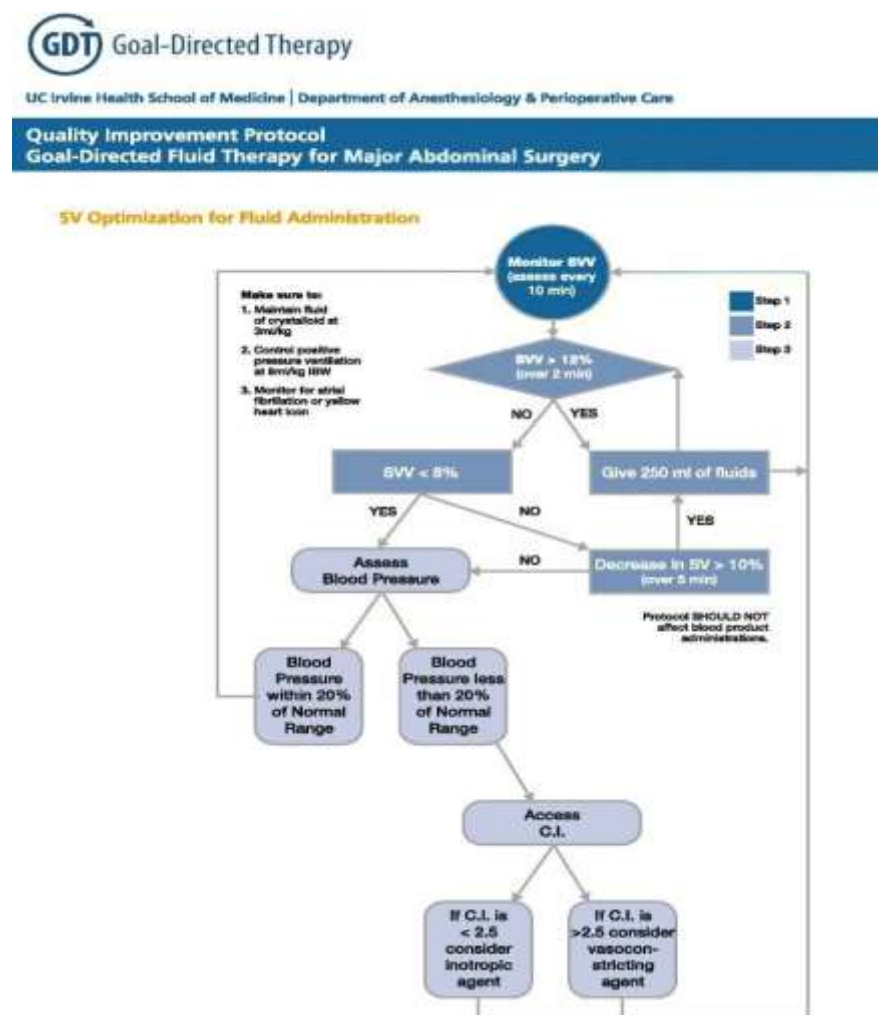 GDT Goal-Directed Therapy
UC Irvine Health School of Medicine | Department of Anesthesiology & Perioperative Care
Quality Improvement Protocol
Goal-Directed Fluid Therapy for Major Abdominal Surgery
SV Optimization for Fluid Administration
Monitor SVV
(assess every
10 min)
Make sure to:
1. Maintain fluid
of crystalloid at
3ml/kg
2. Control positive
pressure ventilation
at 8ml/kg IBW
3. Monitor for atrial
fibrillation or yellow
heart icon
Step 1
Step 2
Step 3
SVV > 12%
(over 2 min)
NO
YES
SVV < 8%
Give 250 ml of fluids
YES
NO
YES
Assess
Blood Pressure
NO
Decrease in SV > 10%
(over 5 min)
Protocol SHOULD NOT
affect blood product
administrations.
Blood
Pressure
within 20%
of Normal
Range
Blood
Pressure less
than 20%
of Normal
Range
Access
C.I.
If C.I. is
< 2.5
consider
inotropic
agent
If C.I. is
>2.5 consider
vasocon-
stricting
agent